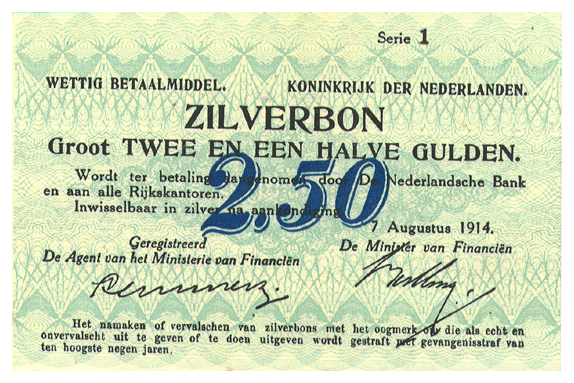 Serie 1
WETTIG BETAALMIDDEL. KONINKRIJK DER NEDERLANDEN.
ZILVERBON
Groot TWEE EN EEN HALVE GULDEN.
2.50
Wordt ter betaling aangenomen door De Nederlandsche Bank
en aan alle Rijkskantoren.
Inwisselbaar in zilver na aankondiging.
7 Augustus 1914.
Geregistreerd
De Agent van het Ministerie van Financiën
De Minister van Financiën
Het namaken of vervalschen van zilverbons met het oogmerk om die als echt en
onvervalscht uit te geven of te doen uitgeven wordt gestraft met gevangenisstraf van
ten hoogste negen jaren.